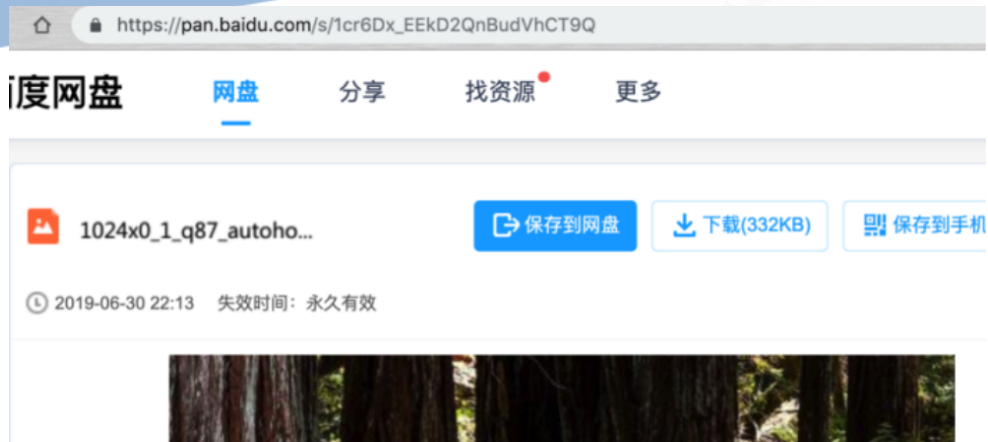 https://pan.baidu.com/s/1cr6Dx_EEkD2QnBudVhCT9Q
度网盘 网盘 分享 找资源 更多
1024x0_1_q87_autoho... 保存到网盘 下载(332KB) 保存到手机
2019-06-30 22:13 失效时间：永久有效